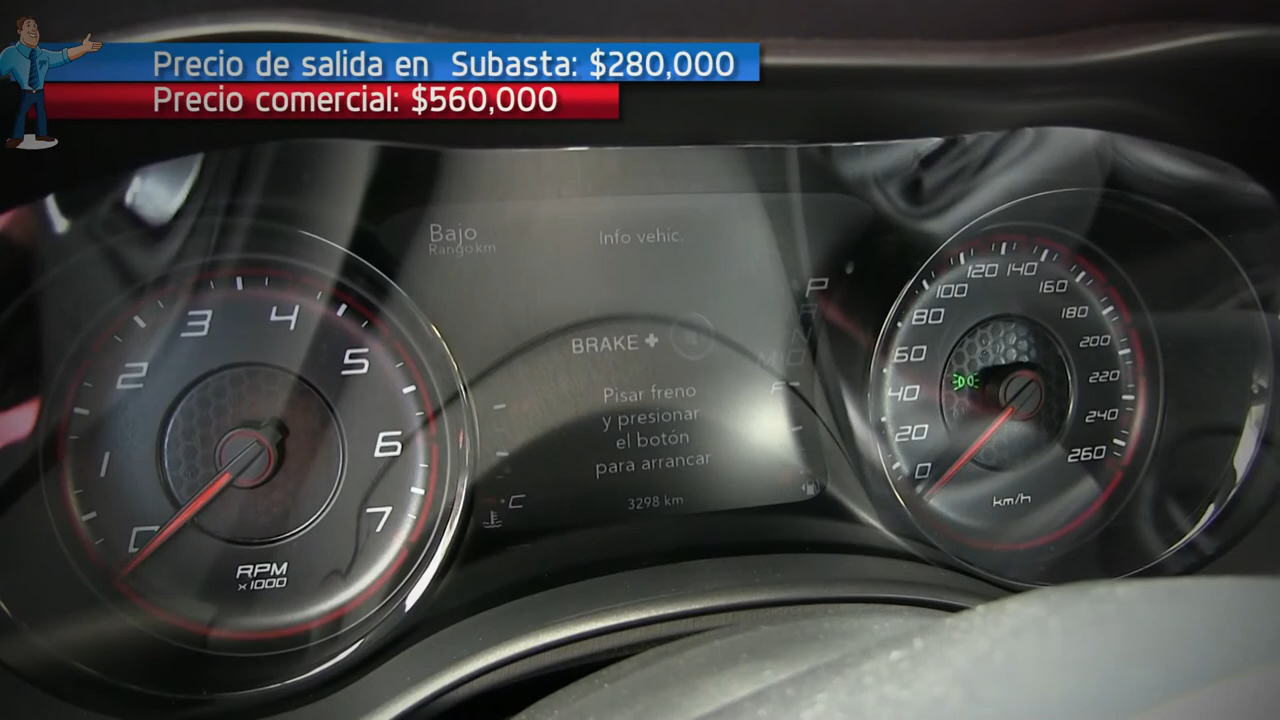 Precio de salida en Subasta: $280,000
Precio comercial: $560,000
Bajo
Rango km
Info vehic.
P
R
N
D
M
BRAKE +
Pisar freno
y presionar
el botón
para arrancar
3298 km
C
F
0 1 2 3 4 5 6 7
RPM
x1000
0 20 40 60 80 100 120 140 160 180 200 220 240 260
km/h